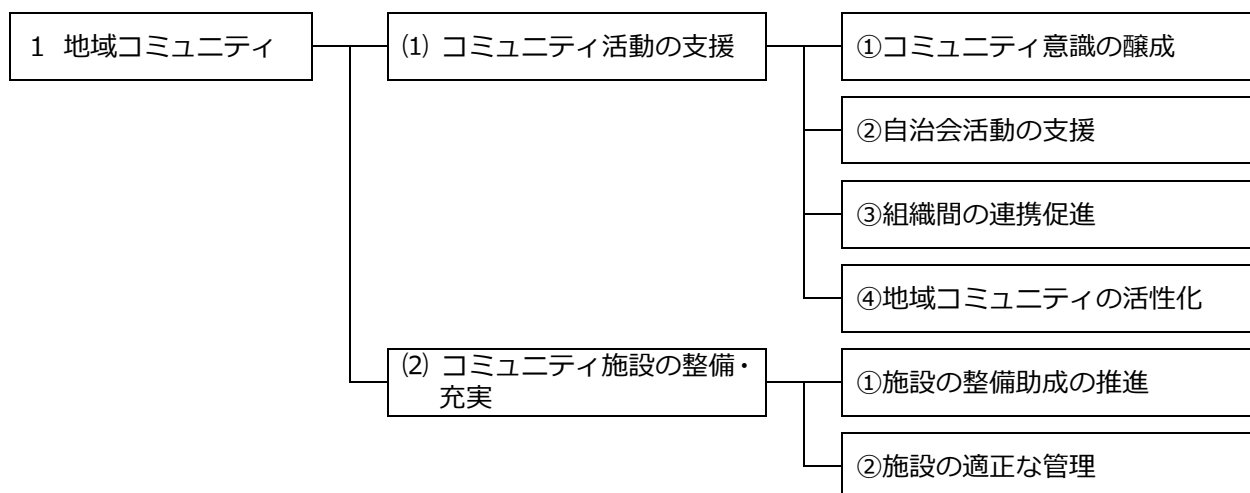 1 地域コミュニティ
⑴ コミュニティ活動の支援
①コミュニティ意識の醸成
②自治会活動の支援
③組織間の連携促進
④地域コミュニティの活性化
⑵ コミュニティ施設の整備・
充実
①施設の整備助成の推進
②施設の適正な管理